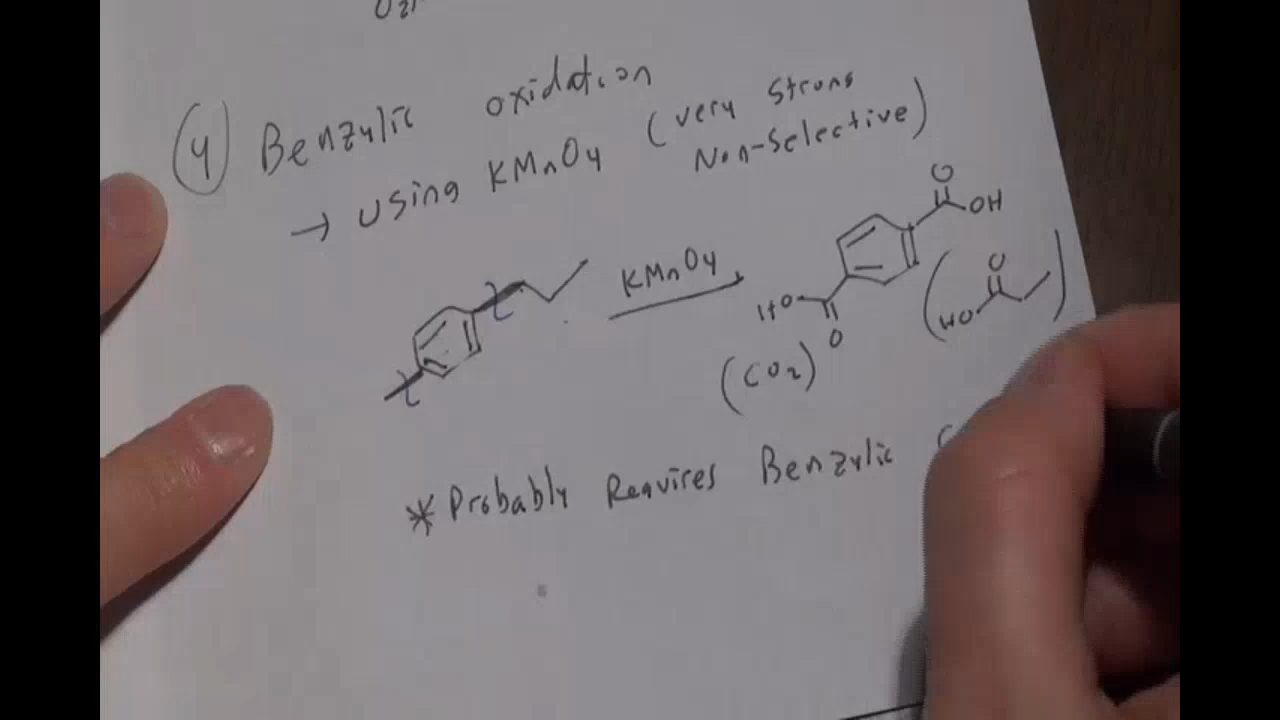 ④ Benzylic oxidation
→ using KMnO4 (very strong
Non-selective)
KMnO4
O
OH
HO
O
O
HO
(CO2)
* Probably Requires Benzylic